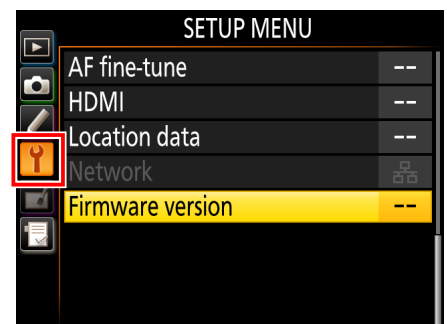 SETUP MENU
AF fine-tune --
HDMI --
Location data --
Network
Firmware version --